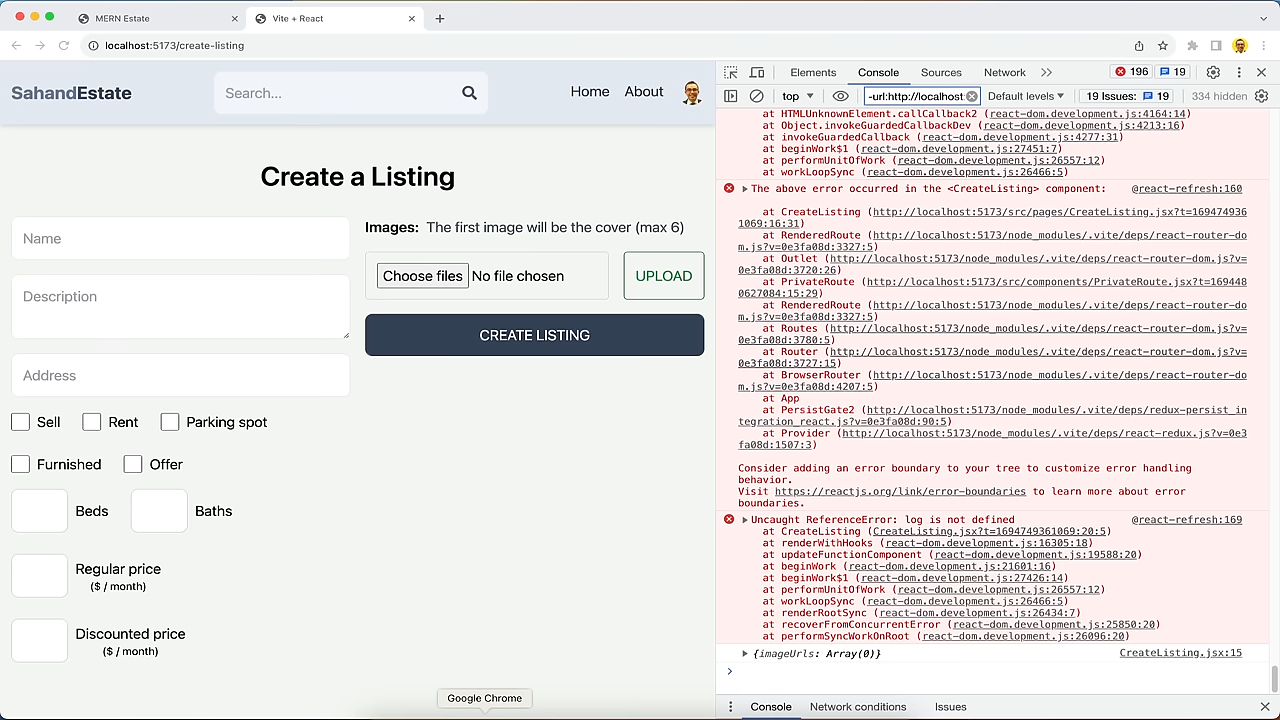 MERN Estate
Vite + React
localhost:5173/create-listing
SahandEstate
Search...
Home
About
Create a Listing
Name
Description
Address
Sell
Rent
Parking spot
Furnished
Offer
Beds
Baths
Regular price
($ / month)
Discounted price
($ / month)
Images: The first image will be the cover (max 6)
Choose files No file chosen
UPLOAD
CREATE LISTING
Google Chrome
Elements
Console
Sources
Network
196
19
top
-url:http://localhost
Default levels
19 Issues: 19
334 hidden
at HTMLUnknownElement.callCallback2 (react-dom.development.js:4164:14)
at Object.invokeGuardedCallbackDev (react-dom.development.js:4213:16)
at invokeGuardedCallback (react-dom.development.js:4277:31)
at beginWork$1 (react-dom.development.js:27451:7)
at performUnitOfWork (react-dom.development.js:26557:12)
at workLoopSync (react-dom.development.js:26466:5)
The above error occurred in the <CreateListing> component: @react-refresh:160
at CreateListing (http://localhost:5173/src/pages/CreateListing.jsx?t=169474936
1069:16:31)
at RenderedRoute (http://localhost:5173/node_modules/.vite/deps/react-router-do
m.js?v=0e3fa08d:3327:5)
at Outlet (http://localhost:5173/node_modules/.vite/deps/react-router-dom.js?v=
0e3fa08d:3720:26)
at PrivateRoute (http://localhost:5173/src/components/PrivateRoute.jsx?t=169448
0627084:15:29)
at RenderedRoute (http://localhost:5173/node_modules/.vite/deps/react-router-do
m.js?v=0e3fa08d:3327:5)
at Routes (http://localhost:5173/node_modules/.vite/deps/react-router-dom.js?v=
0e3fa08d:3780:5)
at Router (http://localhost:5173/node_modules/.vite/deps/react-router-dom.js?v=
0e3fa08d:3727:15)
at BrowserRouter (http://localhost:5173/node_modules/.vite/deps/react-router-do
m.js?v=0e3fa08d:4207:5)
at App
at PersistGate2 (http://localhost:5173/node_modules/.vite/deps/redux-persist_in
tegration_react.js?v=0e3fa08d:90:5)
at Provider (http://localhost:5173/node_modules/.vite/deps/react-redux.js?v=0e3
fa08d:1507:3)
Consider adding an error boundary to your tree to customize error handling
behavior.
Visit https://reactjs.org/link/error-boundaries to learn more about error
boundaries.
Uncaught ReferenceError: log is not defined @react-refresh:169
at CreateListing (CreateListing.jsx?t=1694749361069:20:5)
at renderWithHooks (react-dom.development.js:16305:18)
at updateFunctionComponent (react-dom.development.js:19588:20)
at beginWork (react-dom.development.js:21601:16)
at beginWork$1 (react-dom.development.js:27426:14)
at performUnitOfWork (react-dom.development.js:26557:12)
at workLoopSync (react-dom.development.js:26466:5)
at renderRootSync (react-dom.development.js:26434:7)
at recoverFromConcurrentError (react-dom.development.js:25850:20)
at performSyncWorkOnRoot (react-dom.development.js:26096:20)
{imageUrls: Array(0)} CreateListing.jsx:15
Console
Network conditions
Issues